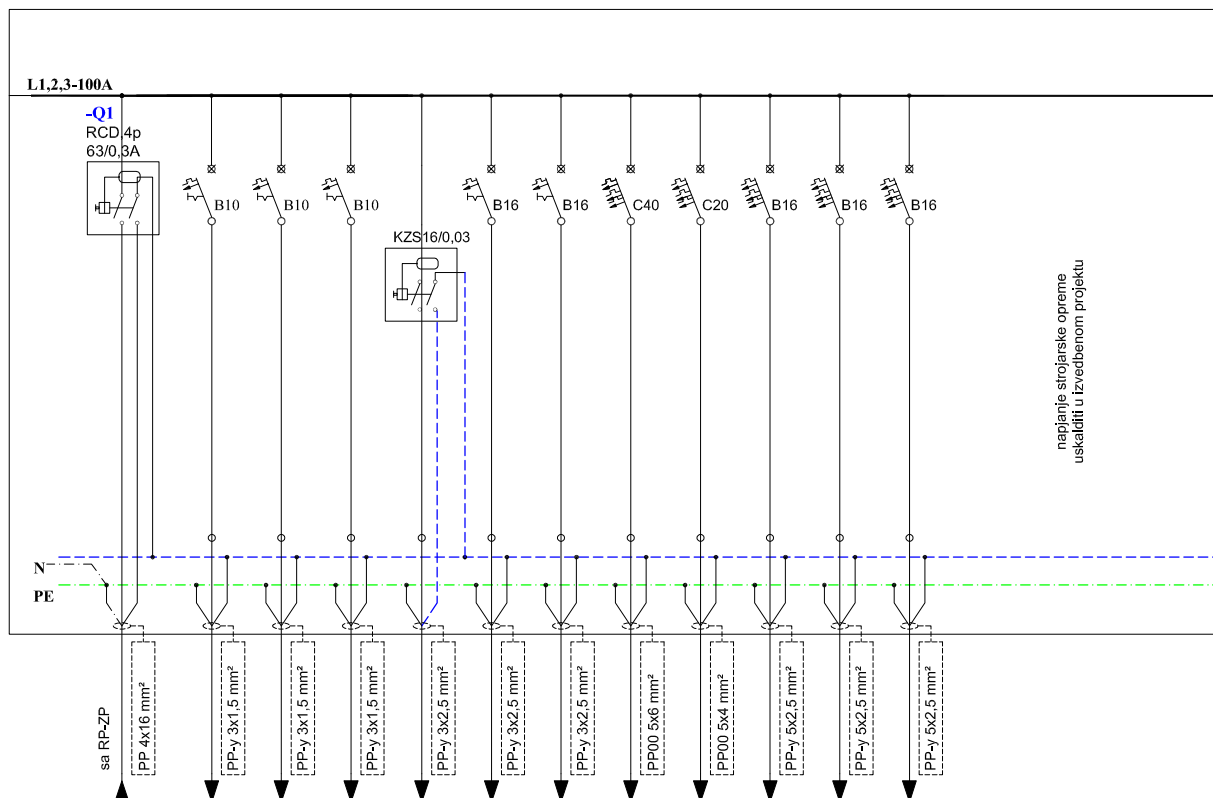 L1,2,3-100A
-Q1
RCD 4p
63/0,3A
B10
B10
B10
KZS16/0,03
B16
B16
C40
C20
B16
B16
B16
napjanje strojarske opreme
uskalditi u izvedbenom projektu
N
PE
sa RP-ZP
PP 4x16 mm²
PP-y 3x1,5 mm²
PP-y 3x1,5 mm²
PP-y 3x1,5 mm²
PP-y 3x2,5 mm²
PP-y 3x2,5 mm²
PP-y 3x2,5 mm²
PP00 5x6 mm²
PP00 5x4 mm²
PP-y 5x2,5 mm²
PP-y 5x2,5 mm²
PP-y 5x2,5 mm²